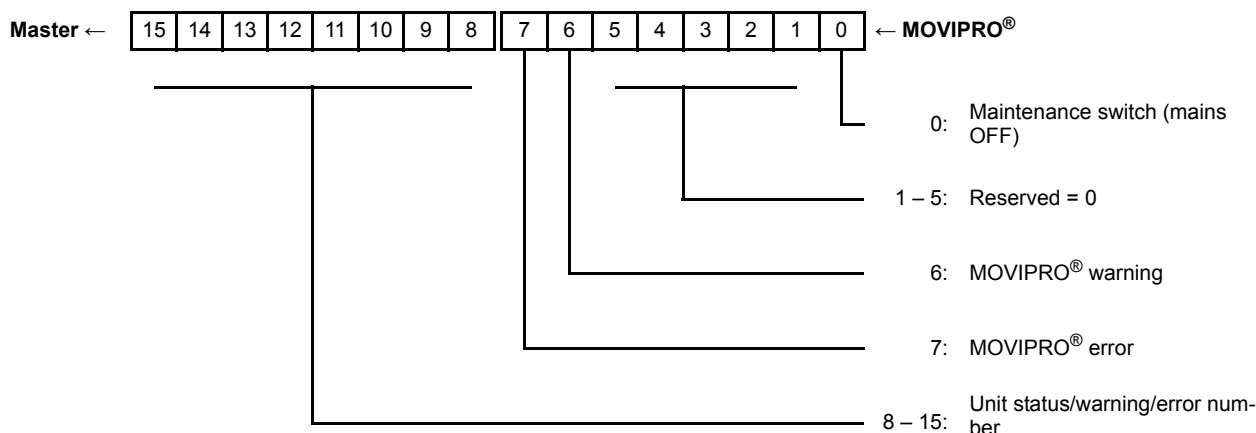 Master ← 15 14 13 12 11 10 9 8 7 6 5 4 3 2 1 0 ← MOVIPRO®
0: Maintenance switch (mains
OFF)
1 – 5: Reserved = 0
6: MOVIPRO® warning
7: MOVIPRO® error
8 – 15: Unit status/warning/error num-
ber